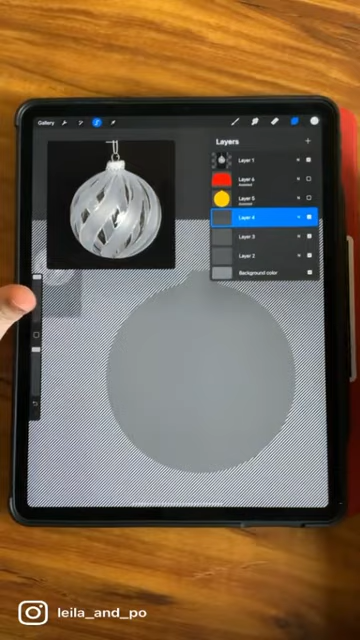 Gallery
Layers
Layer 1
N
Layer 6
N
Layer 5
N
Layer 4
N
Layer 3
N
Layer 2
N
Background color
leila_and_po